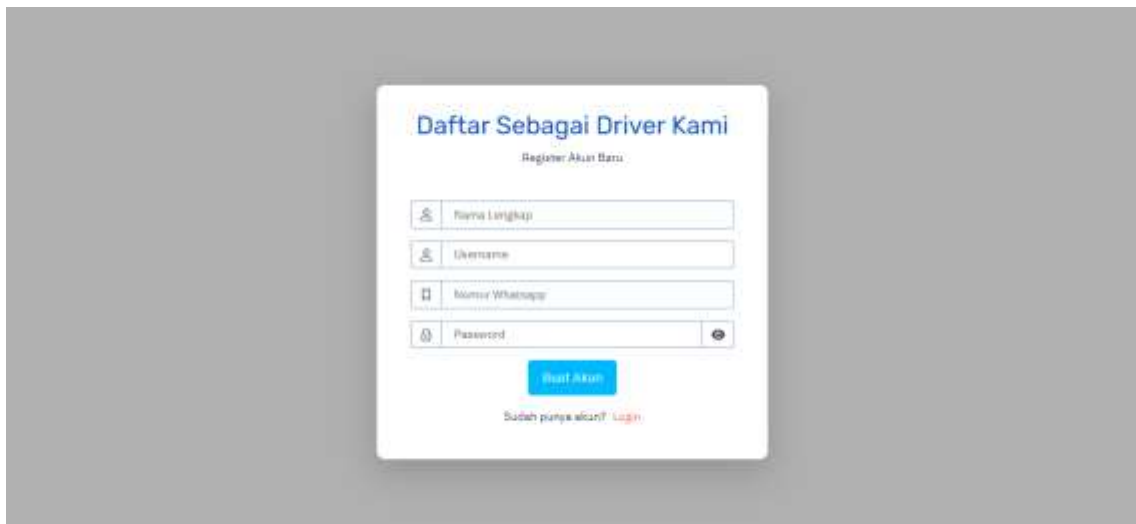 Daftar Sebagai Driver Kami
Register Akun Baru
Nama Lengkap
Username
Nomor Whatsapp
Password
Buat Akun
Sudah punya akun? Login